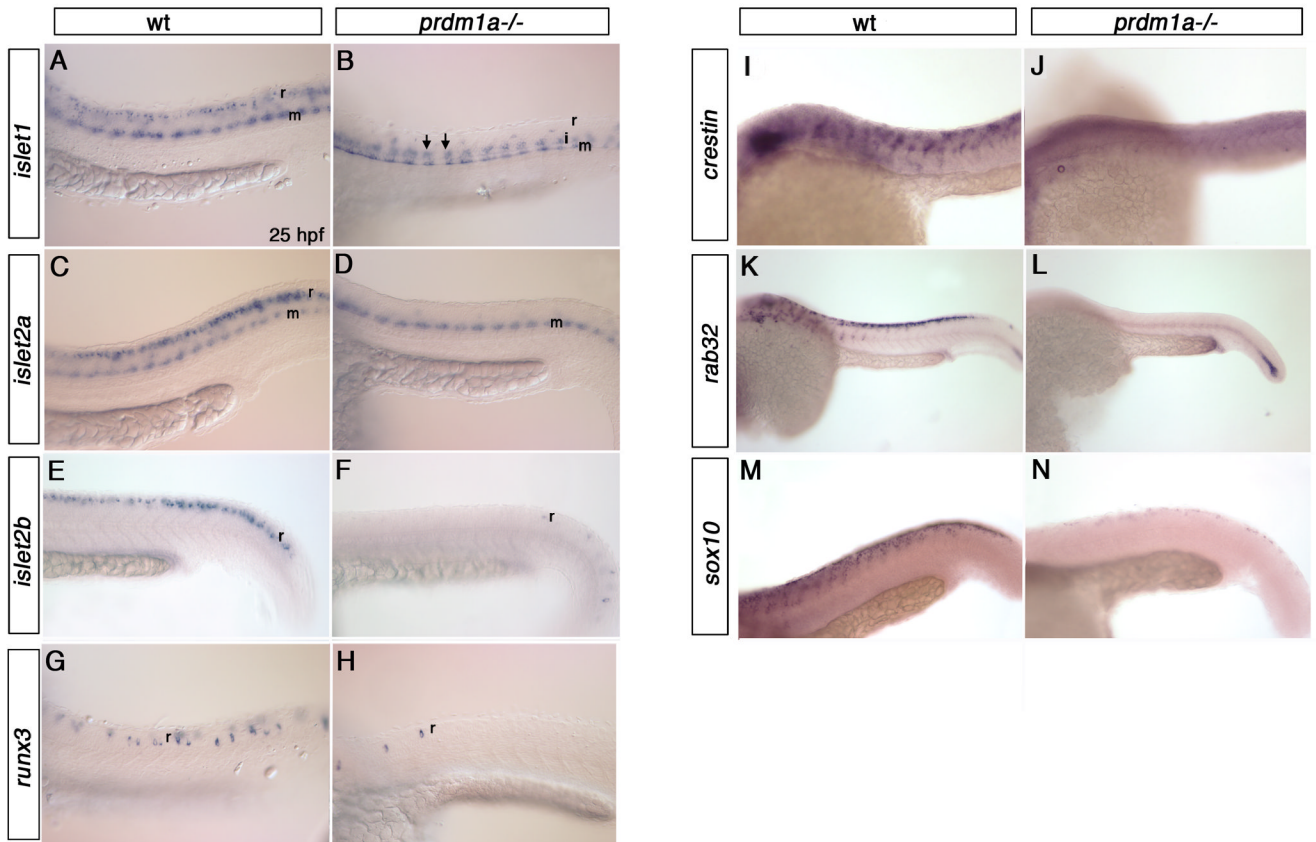 wt prdm1a-/- wt prdm1a-/-
islet1 A r m B r i m
25 hpf
islet2a C r m D m
islet2b E r F r
runx3 G r H r
crestin I J
rab32 K L
sox10 M N